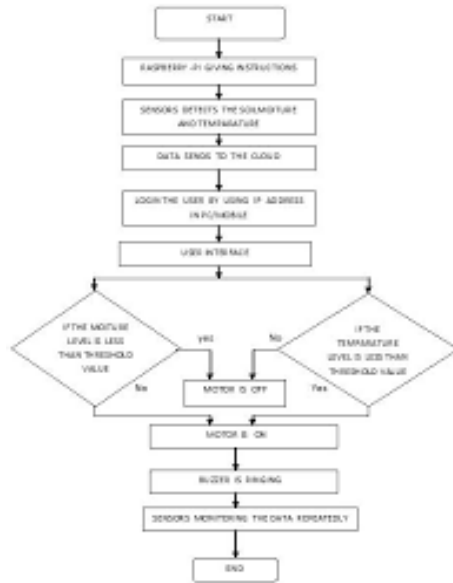 START
RASPBERRY -PI GIVING INSTRUCTIONS
SENSORS DETECTS THE SOILMOITURE
AND TEMPARATURE
DATA SENDS TO THE CLOUD
LOGIN THE USER BY USING IP ADDRESS
IN PC/MOBILE
USER INTERFACE
IF THE MOITURE
LEVEL IS LESS
THAN THRESHOLD
VALUE
yes
No
No
IF THE
TEMPARATURE
LEVEL IS LESS THAN
THRESHOLD VALUE
Yes
MOTOR IS OFF
MOTOR IS ON
BUZZER IS RINGING
SENSORS MONITERING THE DATA REPEATEDLY
END